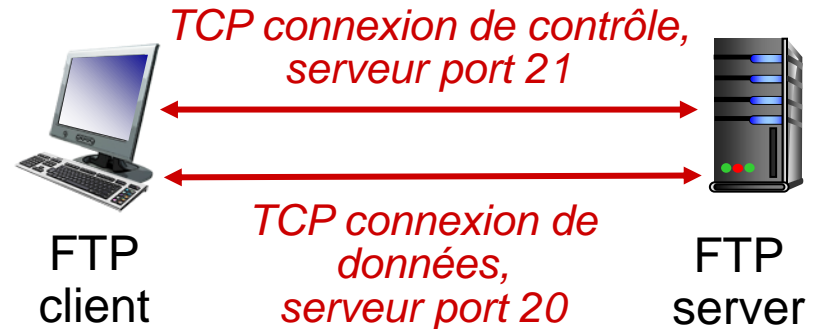 TCP connexion de contrôle,
serveur port 21
FTP
client
TCP connexion de
données,
serveur port 20
FTP
server